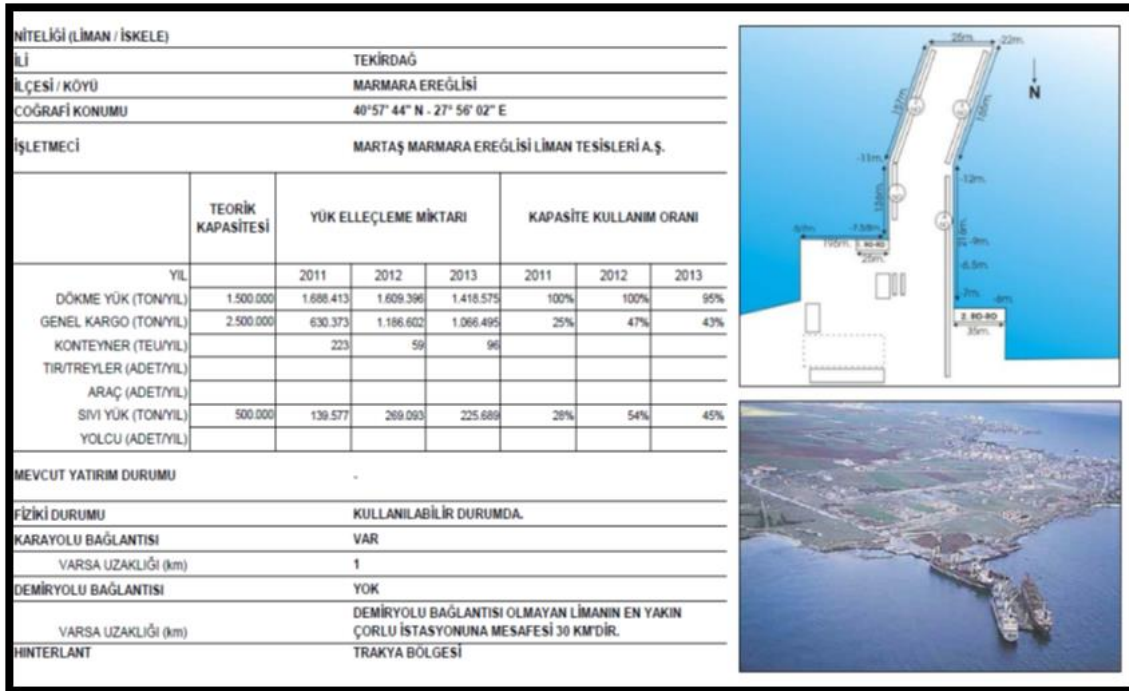 NİTELİĞİ (LİMAN / İSKELE)
İLİ TEKİRDAĞ
İLÇESİ / KÖYÜ MARMARA EREĞLİSİ
COĞRAFİ KONUMU 40°57' 44" N - 27° 56' 02" E
İŞLETMECİ MARTAŞ MARMARA EREĞLİSİ LİMAN TESİSLERİ A.Ş.
TEORİK KAPASİTESİ YÜK ELLEÇLEME MİKTARI KAPASİTE KULLANIM ORANI
YIL 2011 2012 2013 2011 2012 2013
DÖKME YÜK (TON/YIL) 1.500.000 1.688.413 1.609.396 1.418.575 100% 100% 95%
GENEL KARGO (TON/YIL) 2.500.000 630.373 1.186.602 1.066.495 25% 47% 43%
KONTEYNER (TEU/YIL) 223 59 96
TIR/TREYLER (ADET/YIL)
ARAÇ (ADET/YIL)
SIVI YÜK (TON/YIL) 500.000 139.577 269.093 225.689 28% 54% 45%
YOLCU (ADET/YIL)
MEVCUT YATIRIM DURUMU -
FİZİKİ DURUMU KULLANILABİLİR DURUMDA.
KARAYOLU BAĞLANTISI VAR
VARSA UZAKLIĞI (km) 1
DEMİRYOLU BAĞLANTISI YOK
DEMİRYOLU BAĞLANTISI OLMAYAN LİMANIN EN YAKIN
VARSA UZAKLIĞI (km) ÇORLU İSTASYONUNA MESAFESİ 30 KM'DİR.
HINTERLANT TRAKYA BÖLGESİ
-22m.
N
-11m.
-12m.
-9m.
-6,5m.
-7m.
1. RO-RO
25m.
2. RO-RO
35m.